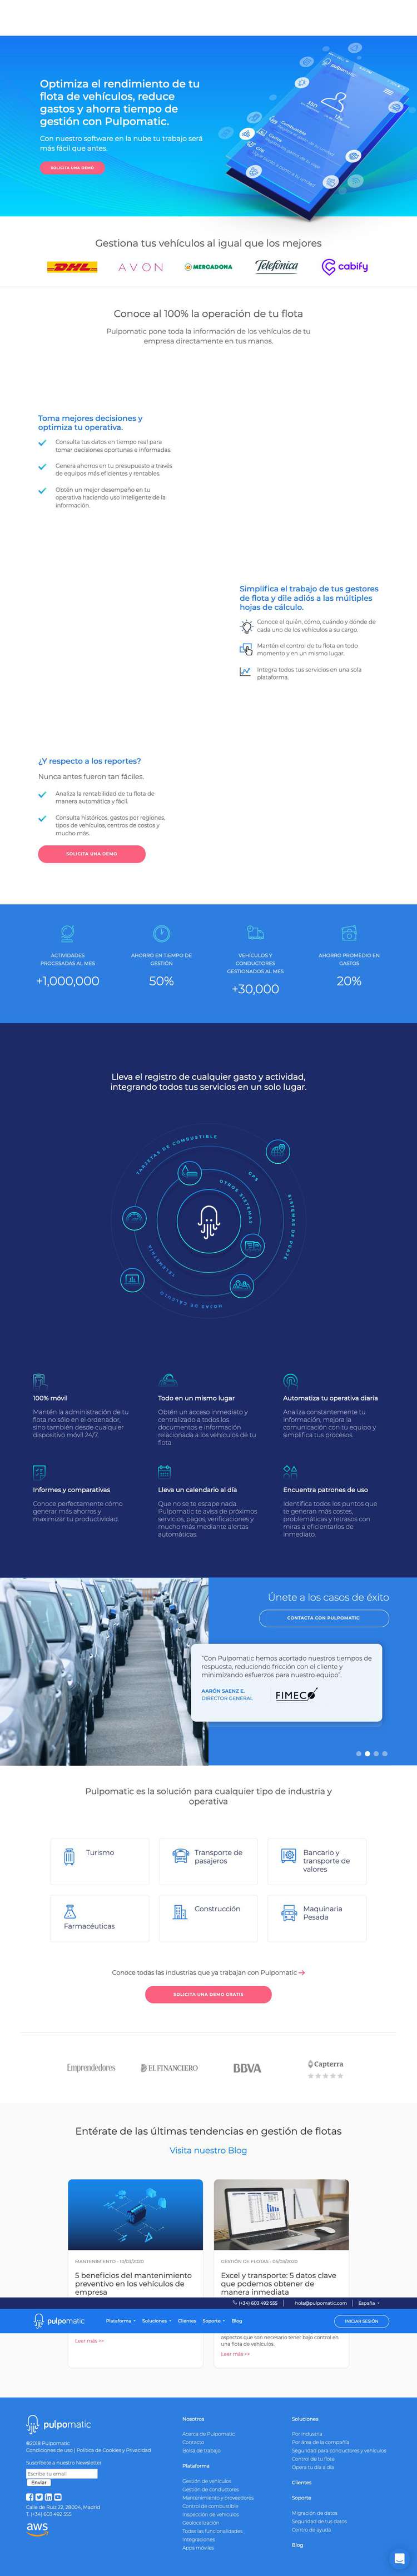 Optimiza el rendimiento de tu
flota de vehículos, reduce
gastos y ahorra tiempo de
gestión con Pulpomatic.
Con nuestro software en la nube tu trabajo será
más fácil que antes.
SOLICITA UNA DEMO
pulpomatic
Gestiona tus vehículos al igual que los mejores
DHL
AVON
MERCADONA
Telefónica
cabify
Conoce al 100% la operación de tu flota
Pulpomatic pone toda la información de los vehículos de tu
empresa directamente en tus manos.
Toma mejores decisiones y
optimiza tu operativa.
Consulta tus datos en tiempo real para
tomar decisiones oportunas e informadas.
Genera ahorros en tu presupuesto a través
de equipos más eficientes y rentables.
Obtén un mejor desempeño en tu
operativa haciendo uso inteligente de la
información.
Simplifica el trabajo de tus gestores
de flota y dile adiós a las múltiples
hojas de cálculo.
Conoce el quién, cómo, cuándo y dónde de
cada uno de los vehículos a su cargo.
Mantén el control de tu flota en todo
momento y en un mismo lugar.
Integra todos tus servicios en una sola
plataforma.
¿Y respecto a los reportes?
Nunca antes fueron tan fáciles.
Analiza la rentabilidad de tu flota de
manera automática y fácil.
Consulta históricos, gastos por regiones,
tipos de vehículos, centros de costos y
mucho más.
SOLICITA UNA DEMO
ACTIVIDADES
PROCESADAS AL MES
+1,000,000
AHORRO EN TIEMPO DE
GESTIÓN
50%
VEHÍCULOS Y
CONDUCTORES
GESTIONADOS AL MES
+30,000
AHORRO PROMEDIO EN
GASTOS
20%
Lleva el registro de cualquier gasto y actividad,
integrando todos tus servicios en un solo lugar.
TARJETAS DE COMBUSTIBLE
GPS
OTROS SISTEMAS
SISTEMAS DE PEAJE
TELEMETRÍA
HOJAS DE CÁLCULO
100% móvil
Mantén la administración de tu
flota no sólo en el ordenador,
sino también desde cualquier
dispositivo móvil 24/7.
Todo en un mismo lugar
Obtén un acceso inmediato y
centralizado a todos los
documentos e información
relacionada a los vehículos de tu
flota.
Automatiza tu operativa diaria
Analiza constantemente tu
información, mejora la
comunicación con tu equipo y
simplifica tus procesos.
Informes y comparativas
Conoce perfectamente cómo
generar más ahorros y
maximizar tu productividad.
Lleva un calendario al día
Que no se te escape nada.
Pulpomatic te avisa de próximos
servicios, pagos, verificaciones y
mucho más mediante alertas
automáticas.
Encuentra patrones de uso
Identifica todos los puntos que
te generan más costes,
problemáticas y retrasos con
miras a eficientarlos de
inmediato.
Únete a los casos de éxito
CONTACTA CON PULPOMATIC
"Con Pulpomatic hemos acortado nuestros tiempos de
respuesta, reduciendo fricción con el cliente y
minimizando esfuerzos para nuestro equipo".
AARÓN SAENZ E.
DIRECTOR GENERAL
FIMECO
Pulpomatic es la solución para cualquier tipo de industria y
operativa
Turismo
Transporte de
pasajeros
Bancario y
transporte de
valores
Farmacéuticas
Construcción
Maquinaria
Pesada
Conoce todas las industrias que ya trabajan con Pulpomatic
SOLICITA UNA DEMO GRATIS
Emprendedores
EL FINANCIERO
BBVA
Capterra
Entérate de las últimas tendencias en gestión de flotas
Visita nuestro Blog
MANTENIMIENTO - 10/03/2020
5 beneficios del mantenimiento
preventivo en los vehículos de
empresa
GESTIÓN DE FLOTAS - 03/03/2020
Excel y transporte: 5 datos clave
que podemos obtener de
manera inmediata
(+34) 603 492 555
hola@pulpomatic.com
España
pulpomatic
Plataforma
Soluciones
Clientes
Soporte
Blog
INICIAR SESIÓN
Leer más >>
aspectos que son necesario tener bajo control en
una flota de vehículos.
Leer más >>
pulpomatic
©2018 Pulpomatic
Condiciones de uso | Política de Cookies y Privacidad
Suscríbete a nuestro Newsletter
Escribe tu email
Enviar
Calle de Ruiz 22, 28004, Madrid
T. (+34) 603 492 555
aws
Nosotros
Acerca de Pulpomatic
Contacto
Bolsa de trabajo
Plataforma
Gestión de vehículos
Gestión de conductores
Mantenimiento y proveedores
Control de combustible
Inspección de vehículos
Geolocalización
Todas las funcionalidades
Integraciones
Apps móviles
Soluciones
Por industria
Por área de la compañía
Seguridad para conductores y vehículos
Control de tu flota
Opera tu día a día
Clientes
Soporte
Migración de datos
Seguridad de tus datos
Centro de ayuda
Blog